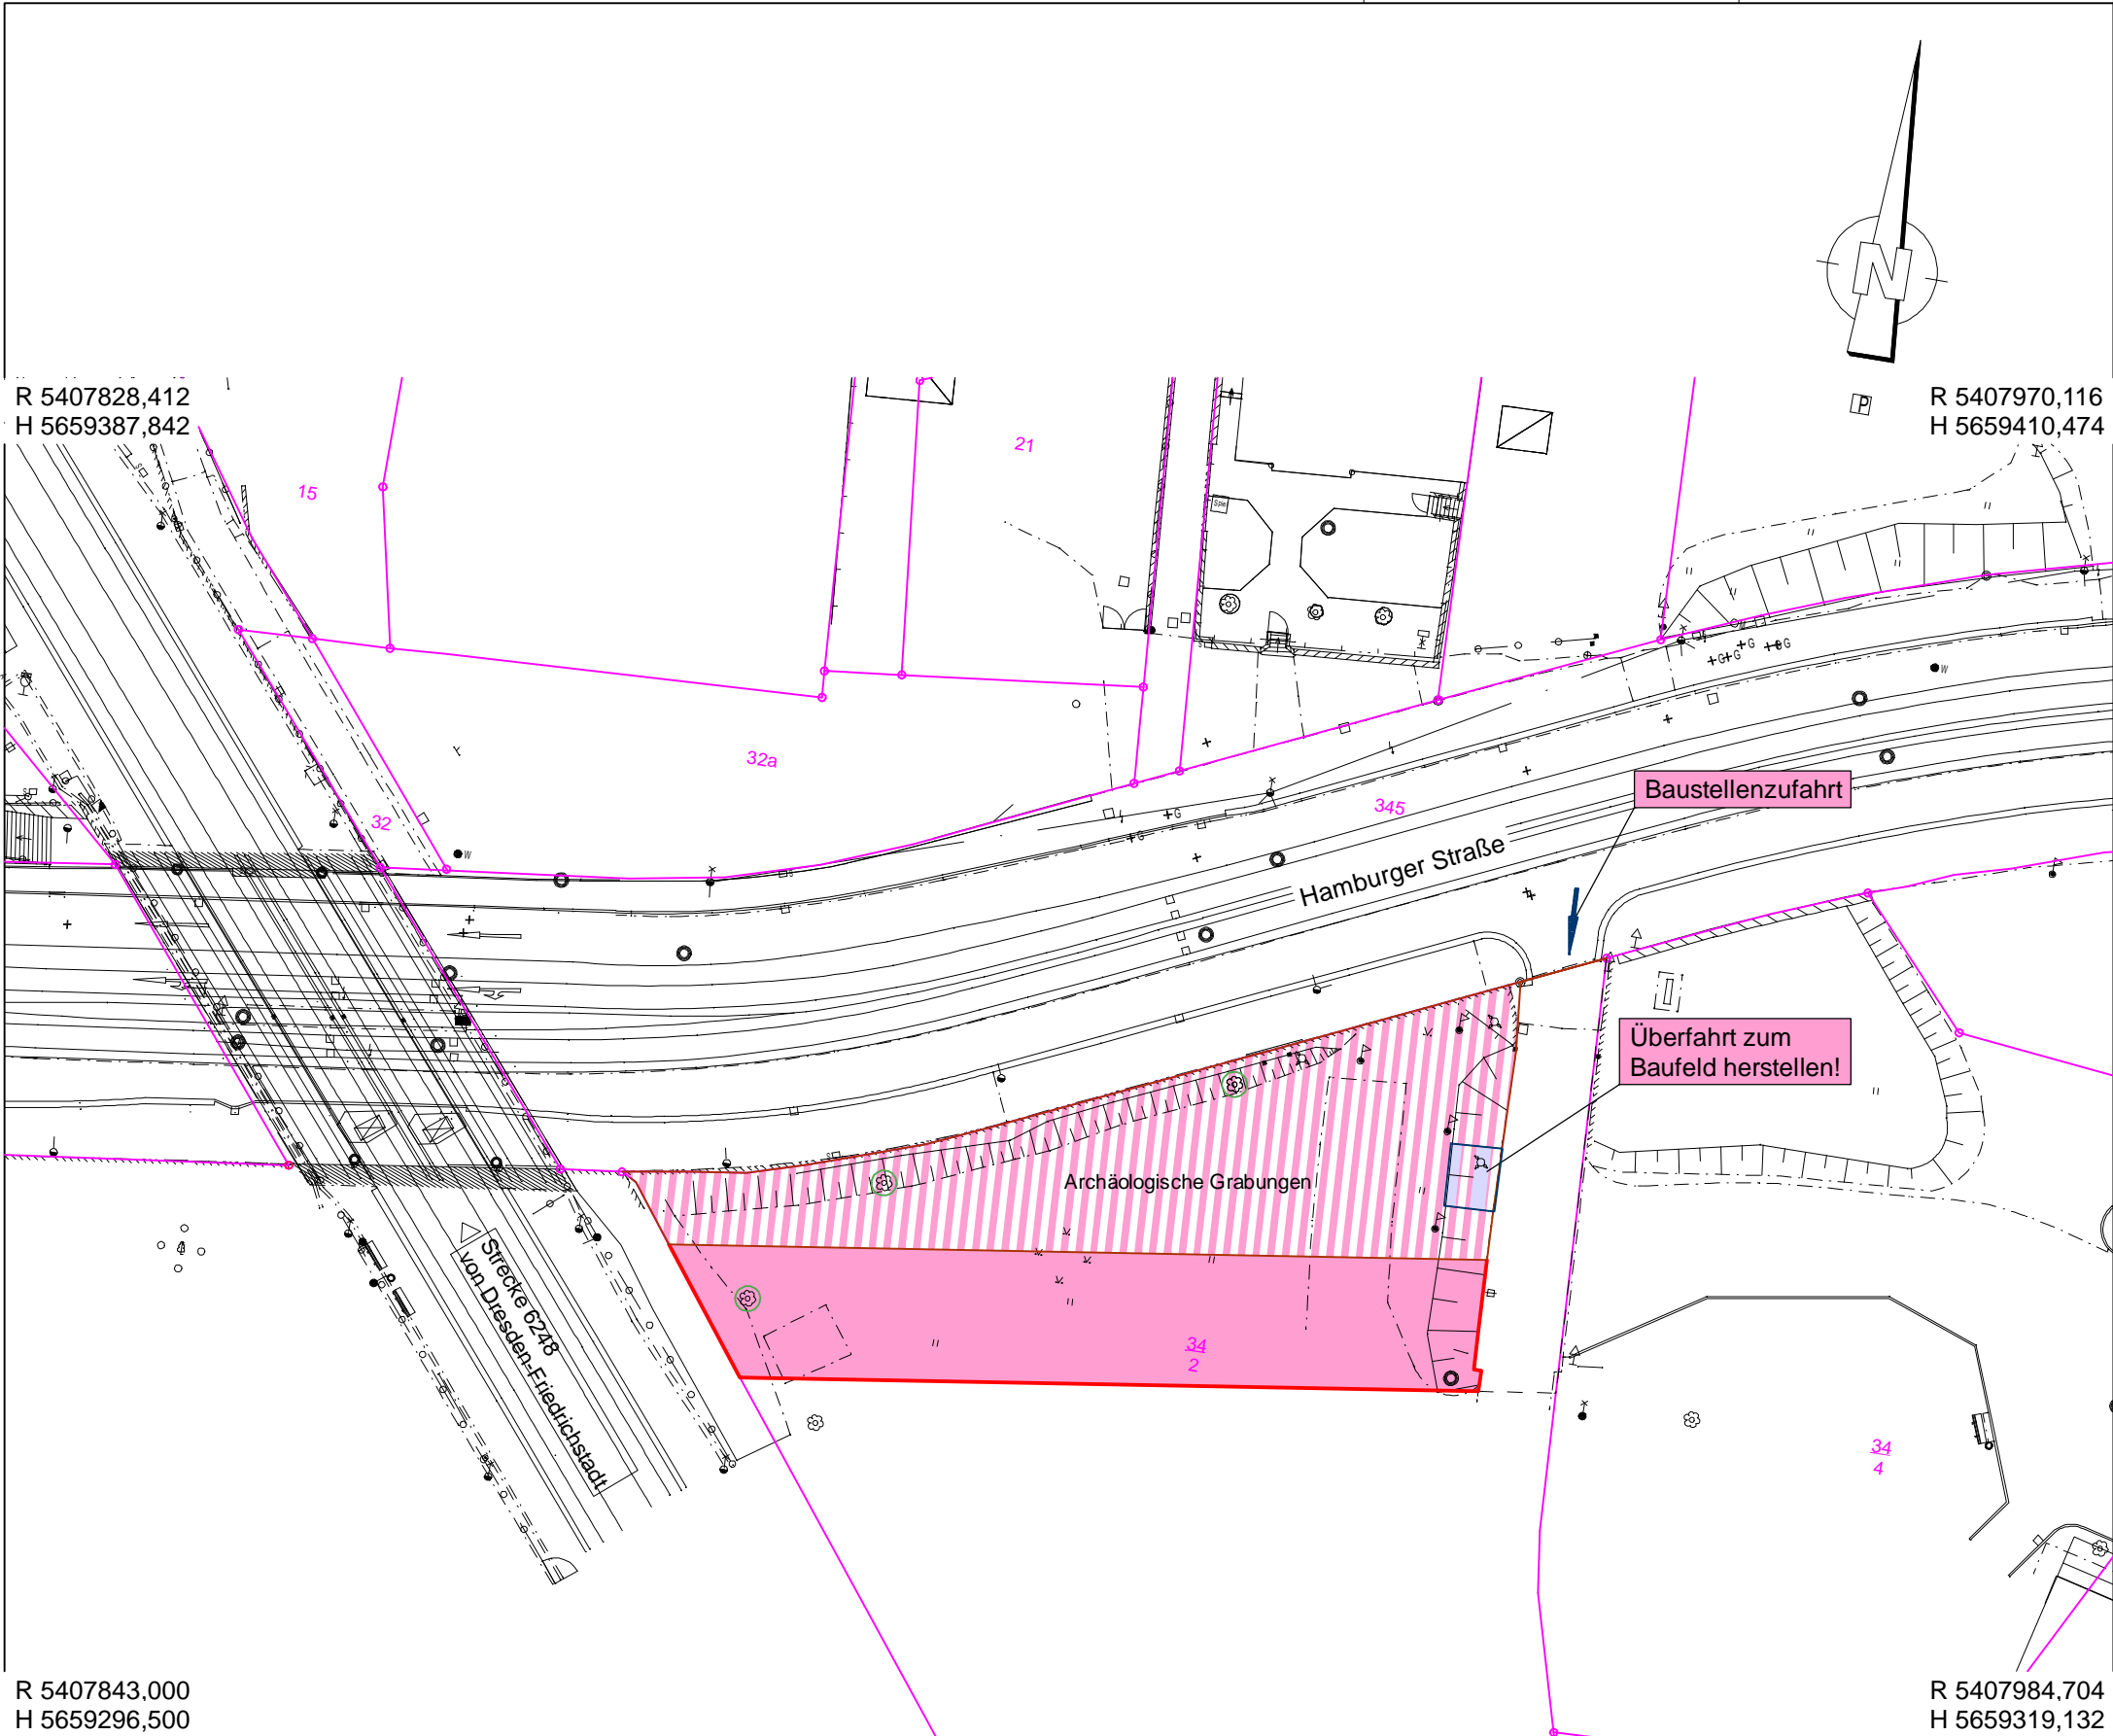 N
P
R 5407828,412
H 5659387,842
R 5407970,116
H 5659410,474
21
15
Spiel
G
G
G
G
W
32a
Baustellenzufahrt
345
G
32
G
W
Hamburger Straße
Überfahrt zum
Baufeld herstellen!
Archäologische Grabungen
Strecke 6248
von Dresden-Friedrichstadt
34
2
34
4
R 5407843,000
H 5659296,500
R 5407984,704
H 5659319,132